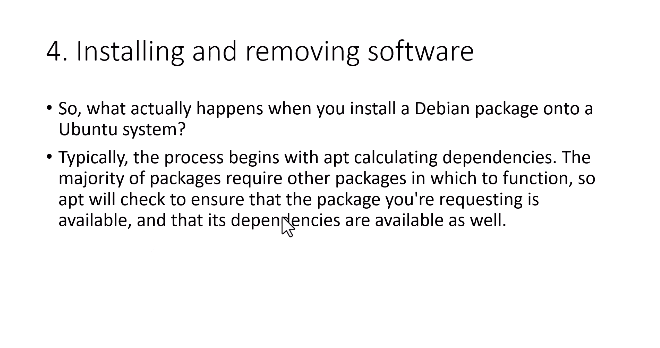 4. Installing and removing software
• So, what actually happens when you install a Debian package onto a
Ubuntu system?
• Typically, the process begins with apt calculating dependencies. The
majority of packages require other packages in which to function, so
apt will check to ensure that the package you're requesting is
available, and that its dependencies are available as well.